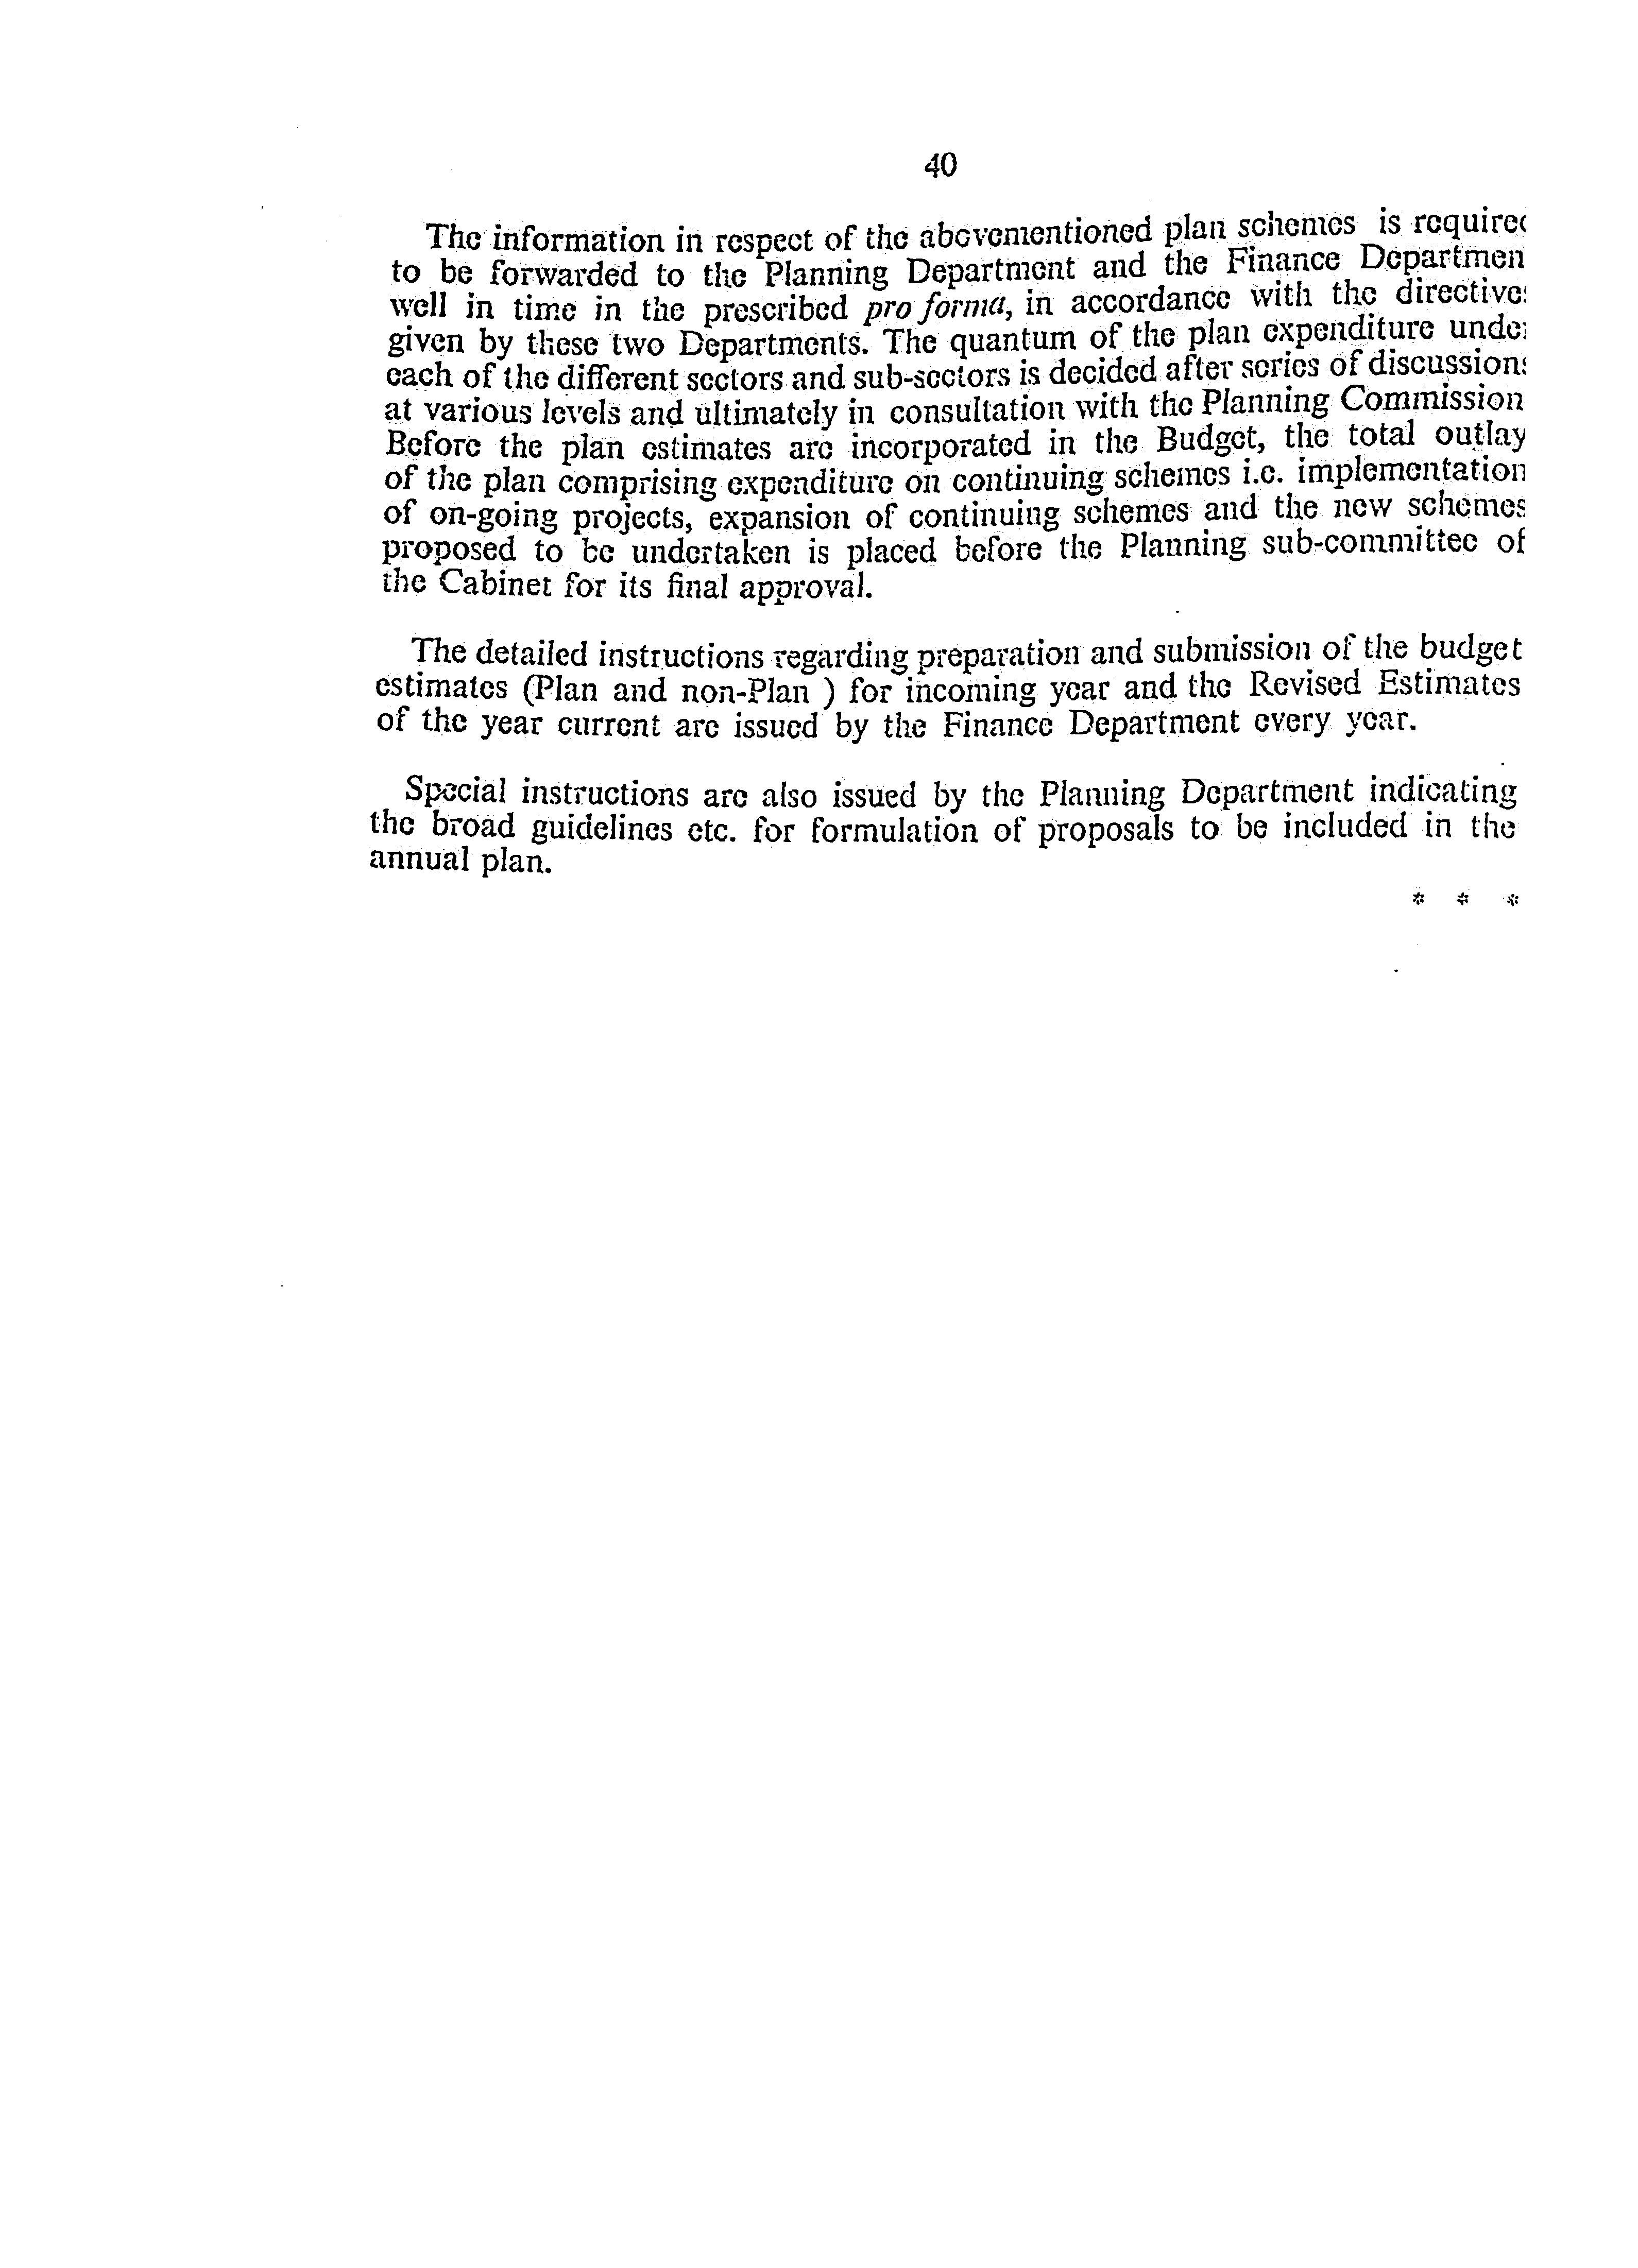 40
The information in respect of the abovementioned plan schemes is required
to be forwarded to the Planning Department and the Finance Departmen
well in time in the prescribed pro forma, in accordance with the directives
given by these two Departments. The quantum of the plan expenditure under
each of the different sectors and sub-sectors is decided after series of discussions
at various levels and ultimately in consultation with the Planning Commission
Before the plan estimates are incorporated in the Budget, the total outlay
of the plan comprising expenditure on continuing schemes i.e. implementation
of on-going projects, expansion of continuing schemes and the new schemes
proposed to be undertaken is placed before the Planning sub-committee of
the Cabinet for its final approval.
The detailed instructions regarding preparation and submission of the budget
estimates (Plan and non-Plan ) for incoming year and the Revised Estimates
of the year current are issued by the Finance Department every year.
Special instructions are also issued by the Planning Department indicating
the broad guidelines etc. for formulation of proposals to be included in the
annual plan.
* * *